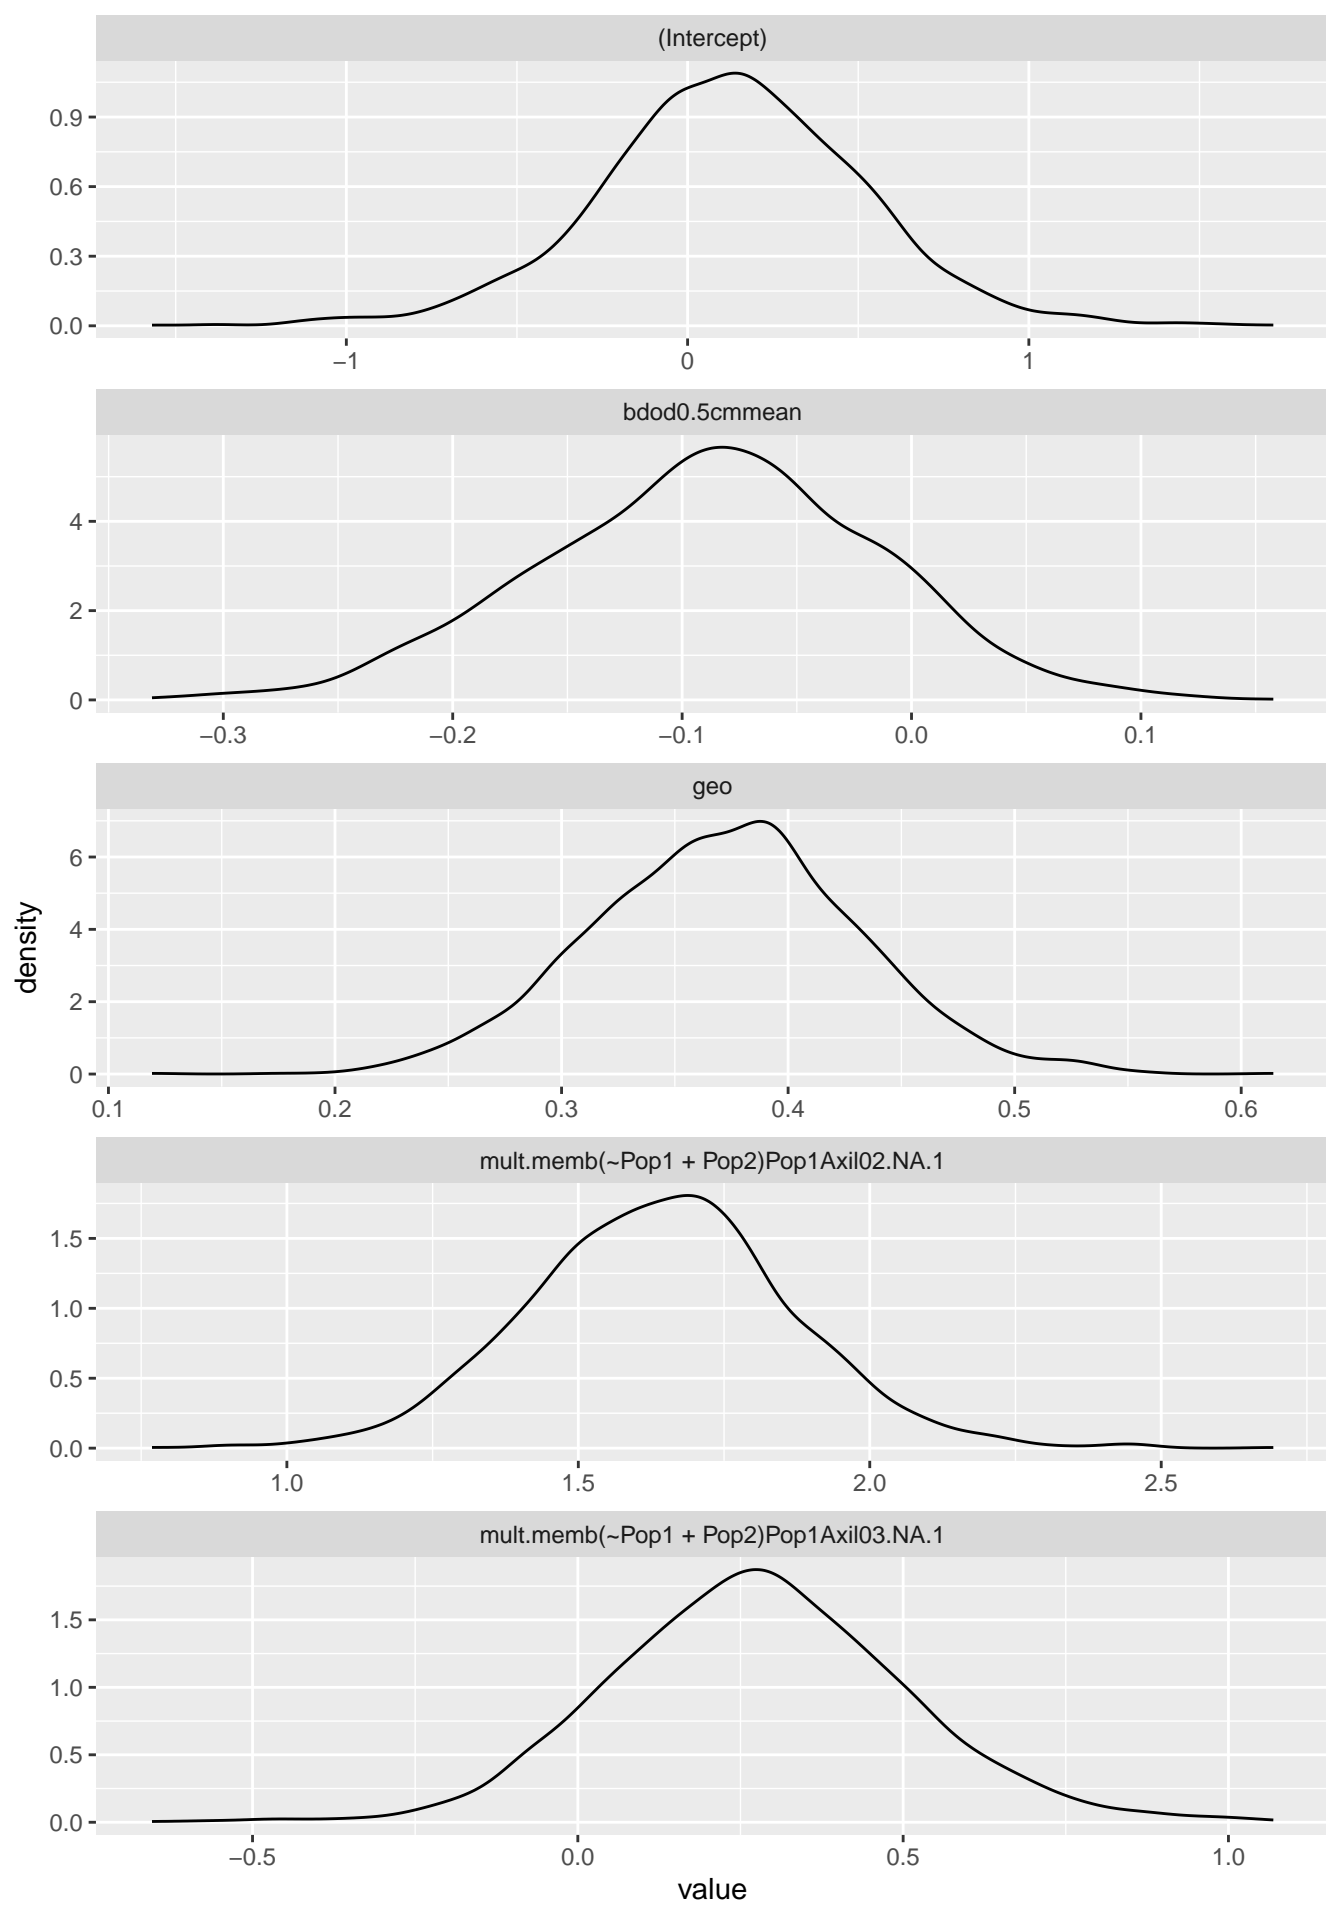 (Intercept)
0.9
0.6
0.3
0.0
−1 0 1
bdod0.5cmmean
4
2
0
−0.3 −0.2 −0.1 0.0 0.1
geo
6
4
2
0
0.1 0.2 0.3 0.4 0.5 0.6
density
mult.memb(~Pop1 + Pop2)Pop1Axil02.NA.1
1.5
1.0
0.5
0.0
1.0 1.5 2.0 2.5
mult.memb(~Pop1 + Pop2)Pop1Axil03.NA.1
1.5
1.0
0.5
0.0
−0.5 0.0 0.5 1.0
value